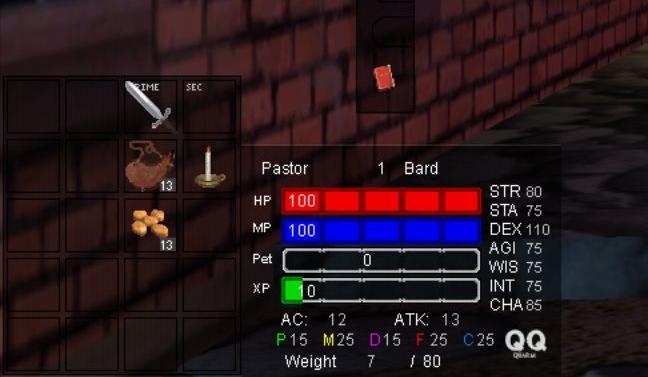 PRIME SEC
13
13
Pastor 1 Bard
HP 100
MP 100
Pet 0
XP 10
STR 80
STA 75
DEX 110
AGI 75
WIS 75
INT 75
CHA 85
AC: 12 ATK: 13
P 15 M 25 D 15 F 25 C 25
Weight 7 / 80
QQ
QUARM